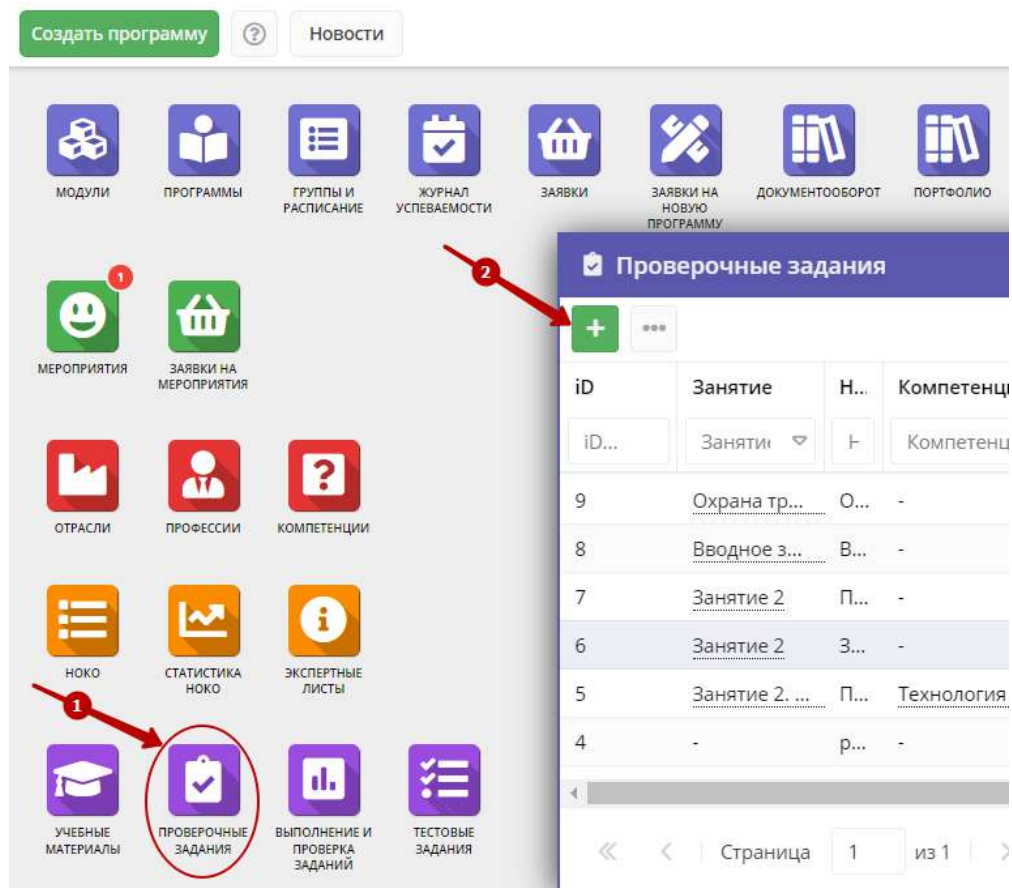 Создать программу
?
Новости
МОДУЛИ
ПРОГРАММЫ
ГРУППЫ И
РАСПИСАНИЕ
ЖУРНАЛ
УСПЕВАЕМОСТИ
ЗАЯВКИ
ЗАЯВКИ НА
НОВУЮ
ПРОГРАММУ
ДОКУМЕНТООБОРОТ
ПОРТФОЛИО
1
МЕРОПРИЯТИЯ
ЗАЯВКИ НА
МЕРОПРИЯТИЯ
?
ОТРАСЛИ
ПРОФЕССИИ
КОМПЕТЕНЦИИ
i
НОКО
СТАТИСТИКА
НОКО
ЭКСПЕРТНЫЕ
ЛИСТЫ
1
УЧЕБНЫЕ
МАТЕРИАЛЫ
ПРОВЕРОЧНЫЕ
ЗАДАНИЯ
ВЫПОЛНЕНИЕ И
ПРОВЕРКА
ЗАДАНИЙ
ТЕСТОВЫЕ
ЗАДАНИЯ
2
Проверочные задания
+ •••
iD Занятие Н... Компетенц
iD... Заняти Компетенц
9 Охрана тр... О... -
8 Вводное з... В... -
7 Занятие 2 П... -
6 Занятие 2 З... -
5 Занятие 2. ... П... Технология
4 - р... -
Страница 1 из 1